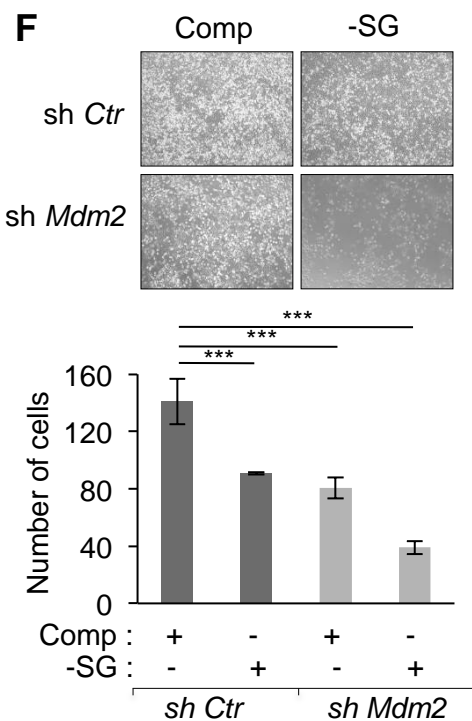 F
Comp -SG
sh Ctr
sh Mdm2
***
***
***
160
120
80
40
0
Number of cells
Comp : + - + -
-SG : - + - +
sh Ctr sh Mdm2